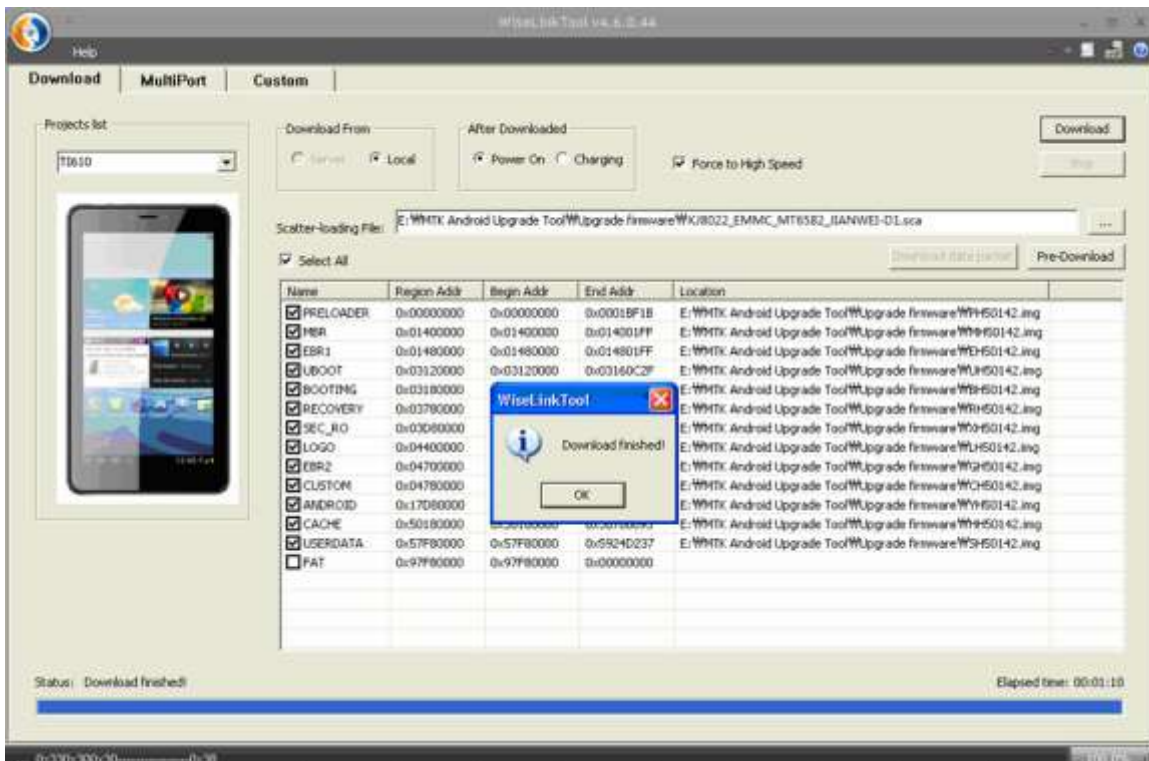 WiseLinkTool v4.6.0.44
Help
Download MultiPort Custom
Projects list
Download From
Server Local
After Downloaded
Power On Charging
Force to High Speed
Download
Stop
Scatter-loading File: E:₩MTK Android Upgrade Tool₩Upgrade firmware₩KJ8022_EMMC_MT6582_JIANWEI-D1.sca ...
Select All
Pre-Download
Name Region Addr Begin Addr End Addr Location
PRELOADER 0x00000000 0x00000000 0x0001BF1B E:₩MTK Android Upgrade Tool₩Upgrade firmware₩PH50142.img
MBR 0x01400000 0x01400000 0x014001FF E:₩MTK Android Upgrade Tool₩Upgrade firmware₩MH50142.img
EBR1 0x01480000 0x01480000 0x014801FF E:₩MTK Android Upgrade Tool₩Upgrade firmware₩EH50142.img
UBOOT 0x03120000 0x03120000 0x03160C2F E:₩MTK Android Upgrade Tool₩Upgrade firmware₩UH50142.img
BOOTIMG 0x03180000 E:₩MTK Android Upgrade Tool₩Upgrade firmware₩BH50142.img
RECOVERY 0x03780000 E:₩MTK Android Upgrade Tool₩Upgrade firmware₩RH50142.img
SEC_RO 0x03D80000 E:₩MTK Android Upgrade Tool₩Upgrade firmware₩XH50142.img
LOGO 0x04400000 E:₩MTK Android Upgrade Tool₩Upgrade firmware₩LH50142.img
EBR2 0x04700000 E:₩MTK Android Upgrade Tool₩Upgrade firmware₩GH50142.img
CUSTOM 0x04780000 E:₩MTK Android Upgrade Tool₩Upgrade firmware₩CH50142.img
ANDROID 0x17D80000 E:₩MTK Android Upgrade Tool₩Upgrade firmware₩YH50142.img
CACHE 0x50180000 E:₩MTK Android Upgrade Tool₩Upgrade firmware₩HH50142.img
USERDATA 0x57F80000 0x57F80000 0x5924D237 E:₩MTK Android Upgrade Tool₩Upgrade firmware₩SH50142.img
FAT 0x97F80000 0x97F80000 0x00000000
WiseLinkTool
Download finished!
OK
Status: Download finished!
Elapsed time: 00:01:10